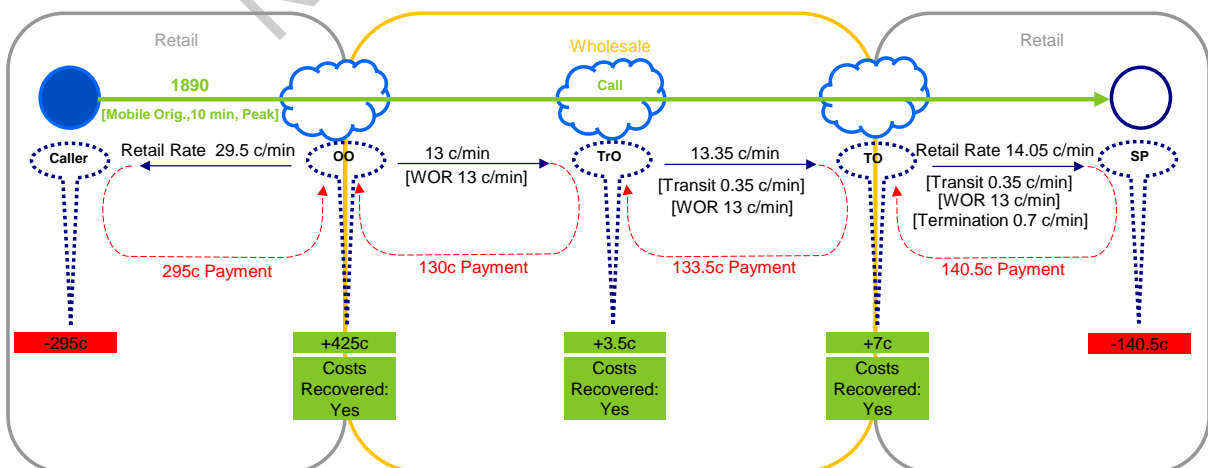 Retail
Wholesale
Retail
1890
[Mobile Orig.,10 min, Peak]
Call
Caller
Retail Rate 29.5 c/min
OO
13 c/min
[WOR 13 c/min]
TrO
13.35 c/min
[Transit 0.35 c/min]
[WOR 13 c/min]
TO
Retail Rate 14.05 c/min
[Transit 0.35 c/min]
[WOR 13 c/min]
[Termination 0.7 c/min]
SP
295c Payment
130c Payment
133.5c Payment
140.5c Payment
-295c
+425c
+3.5c
+7c
-140.5c
Costs
Recovered:
Yes
Costs
Recovered:
Yes
Costs
Recovered:
Yes